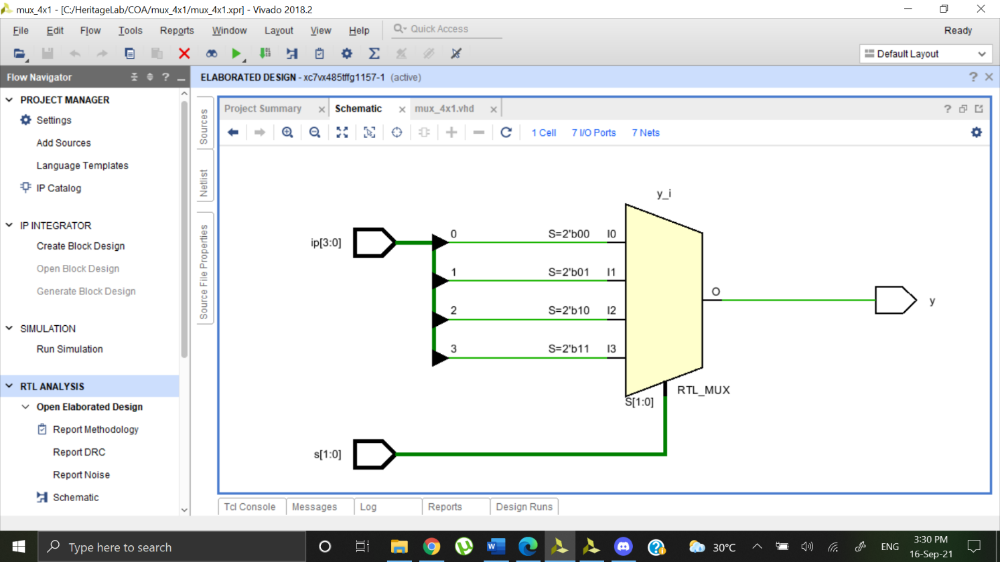 mux_4x1 - [C:/HeritageLab/COA/mux_4x1/mux_4x1.xpr] - Vivado 2018.2
File Edit Flow Tools Reports Window Layout View Help Quick Access Ready
Default Layout
Flow Navigator
ELABORATED DESIGN - xc7vx485tffg1157-1 (active)
PROJECT MANAGER
Settings
Add Sources
Language Templates
IP Catalog
IP INTEGRATOR
Create Block Design
Open Block Design
Generate Block Design
SIMULATION
Run Simulation
RTL ANALYSIS
Open Elaborated Design
Report Methodology
Report DRC
Report Noise
Schematic
Sources
Netlist
Source File Properties
Project Summary Schematic mux_4x1.vhd
1 Cell 7 I/O Ports 7 Nets
y_i
ip[3:0]
0 S=2'b00 I0
1 S=2'b01 I1
2 S=2'b10 I2
3 S=2'b11 I3
O
y
RTL_MUX
S[1:0]
s[1:0]
Tcl Console Messages Log Reports Design Runs
Type here to search
30°C
ENG
3:30 PM
16-Sep-21